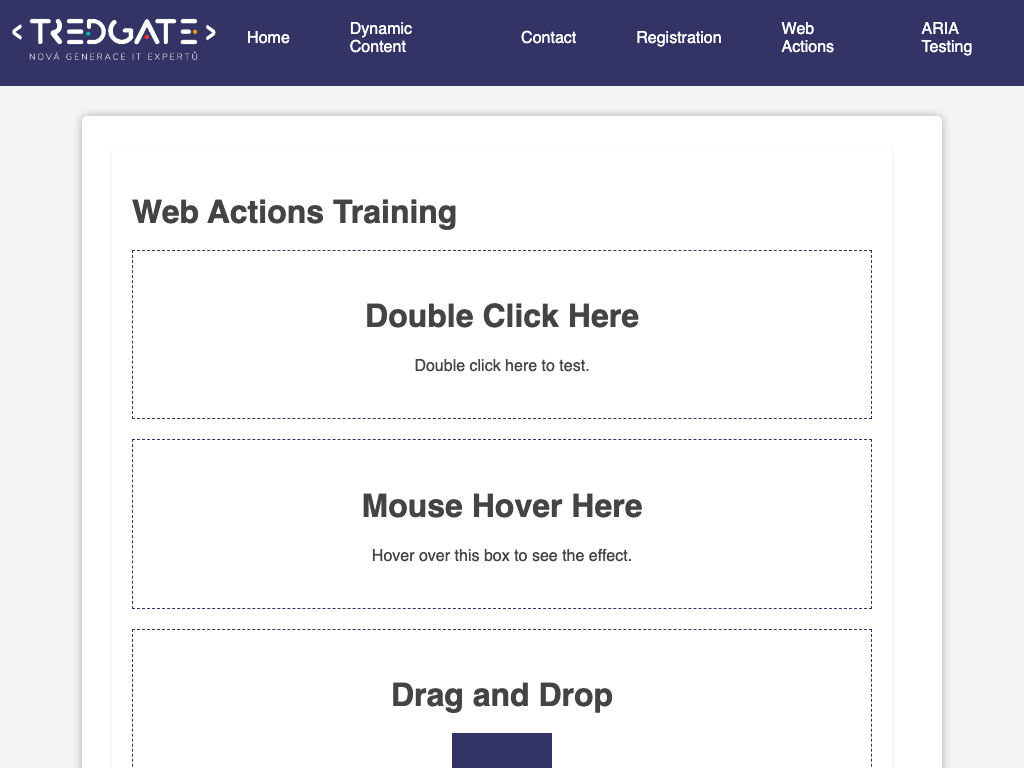 < TREDGATE >
NOVÁ GENERACE IT EXPERTŮ
Home
Dynamic
Content
Contact
Registration
Web
Actions
ARIA
Testing
Web Actions Training
Double Click Here
Double click here to test.
Mouse Hover Here
Hover over this box to see the effect.
Drag and Drop